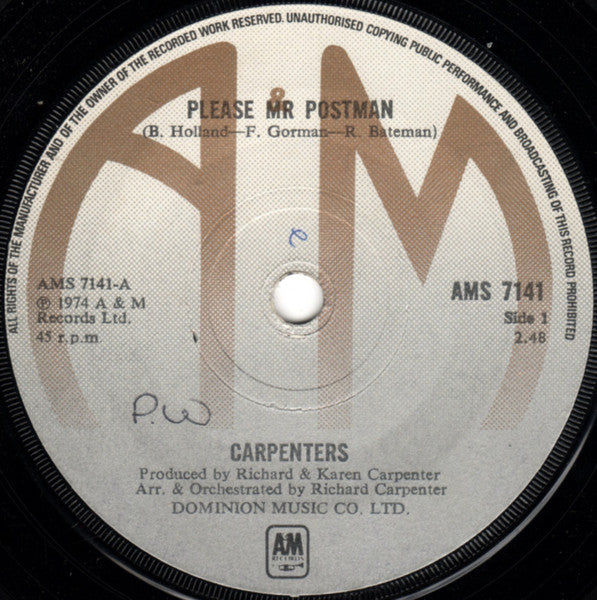 ALL RIGHTS OF THE MANUFACTURER AND OF THE OWNER OF THE RECORDED WORK RESERVED. UNAUTHORISED COPYING PUBLIC PERFORMANCE AND BROADCASTING OF THIS RECORD PROHIBITED
A&M
PLEASE MR POSTMAN
(B. Holland—F. Gorman—R. Bateman)
AMS 7141-A
℗ 1974 A & M
Records Ltd.
45 r.p.m
AMS 7141
Side 1
2.48
P.W
CARPENTERS
Produced by Richard & Karen Carpenter
Arr. & Orchestrated by Richard Carpenter
DOMINION MUSIC CO. LTD.
A&M
RECORDS